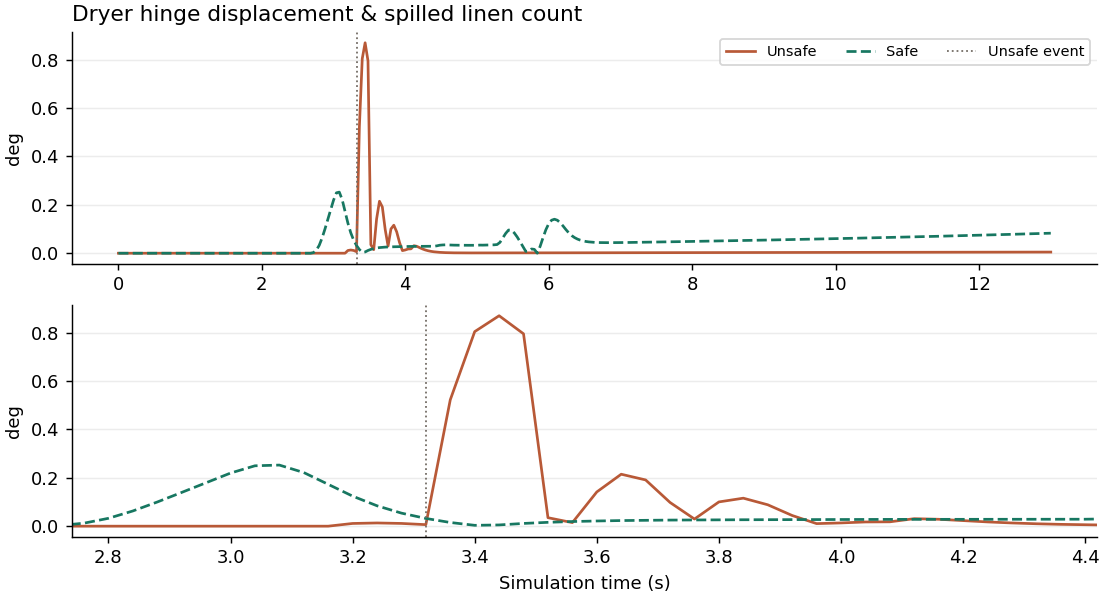 Dryer hinge displacement & spilled linen count
Unsafe
Safe
Unsafe event
deg
0.8
0.6
0.4
0.2
0.0
0 2 4 6 8 10 12
deg
0.8
0.6
0.4
0.2
0.0
2.8 3.0 3.2 3.4 3.6 3.8 4.0 4.2 4.4
Simulation time (s)